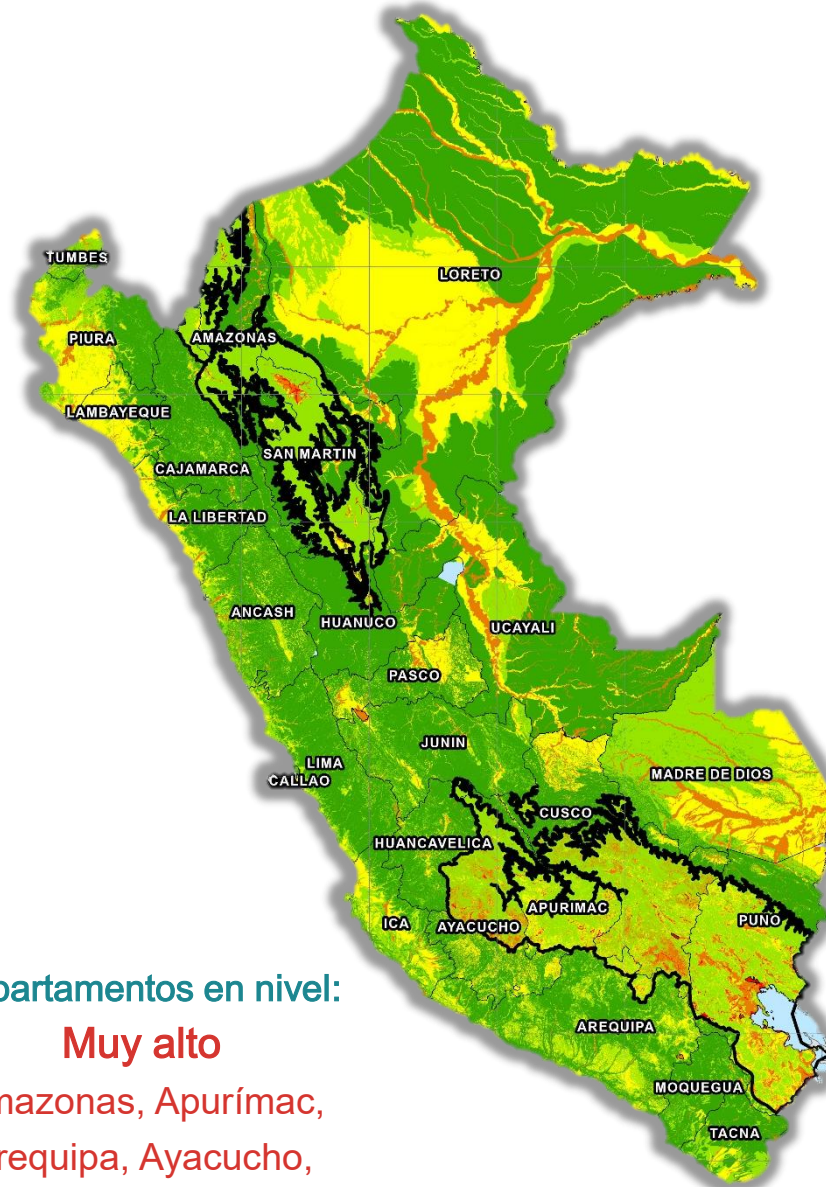 TUMBES
LORETO
PIURA
AMAZONAS
LAMBAYEQUE
SAN MARTIN
CAJAMARCA
LA LIBERTAD
ANCASH
HUANUCO
UCAYALI
PASCO
JUNIN
LIMA
MADRE DE DIOS
CALLAO
CUSCO
HUANCAVELICA
APURIMAC
PUNO
ICA
AYACUCHO
partamentos en nivel:
AREQUIPA
Muy alto
MOQUEGUA
mazonas, Apurímac,
TACNA
requipa, Ayacucho,